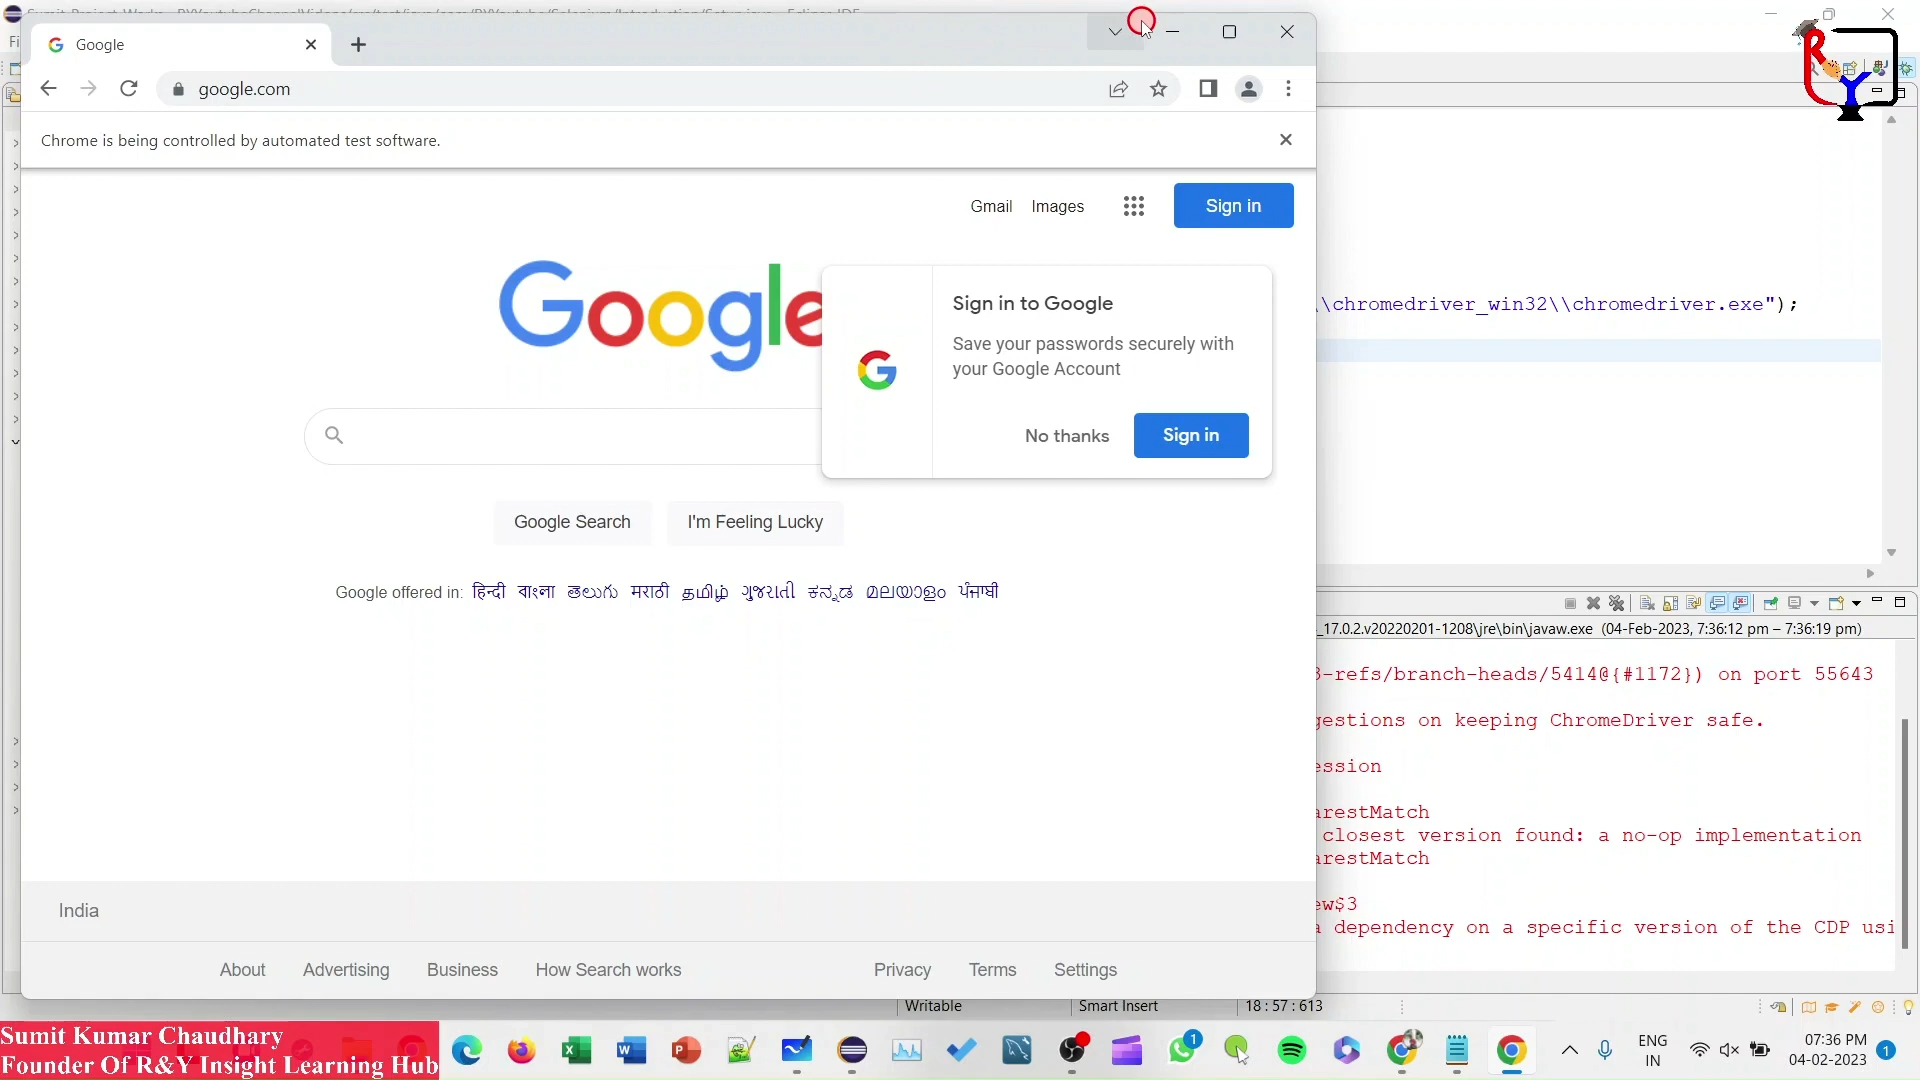 Google
google.com
Chrome is being controlled by automated test software.
Gmail Images Sign in
Google
Sign in to Google
Save your passwords securely with
your Google Account
No thanks Sign in
Google Search I'm Feeling Lucky
Google offered in: हिन्दी বাংলা తెలుగు मराठी தமிழ் ગુજરાતી ಕನ್ನಡ മലയാളം ਪੰਜਾਬੀ
India
About Advertising Business How Search works Privacy Terms Settings
RY
\\chromedriver_win32\\chromedriver.exe");
_17.0.2.v20220201-1208\jre\bin\javaw.exe (04-Feb-2023, 7:36:12 pm – 7:36:19 pm)
-refs/branch-heads/5414@{#1172}) on port 55643
gestions on keeping ChromeDriver safe.
ession
arestMatch
closest version found: a no-op implementation
arestMatch
ew$3
a dependency on a specific version of the CDP usi
Writable Smart Insert 18 : 57 : 613
Sumit Kumar Chaudhary
Founder Of R&Y Insight Learning Hub
1
ENG
IN
07:36 PM
04-02-2023
1